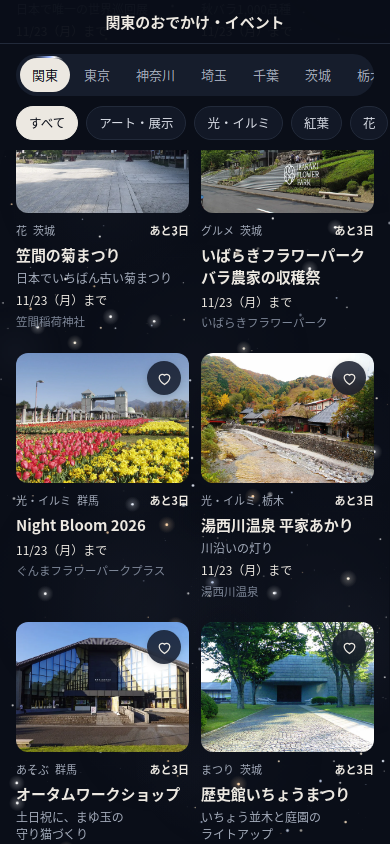 関東のおでかけ・イベント
関東 東京 神奈川 埼玉 千葉 茨城
すべて アート・展示 光・イルミ 紅葉 花
IBARAKI
FLOWER
PARK
花 茨城 あと3日
笠間の菊まつり
日本でいちばん古い菊まつり
11/23（月）まで
笠間稲荷神社
グルメ 茨城 あと3日
いばらきフラワーパーク
バラ農家の収穫祭
11/23（月）まで
いばらきフラワーパーク
光・イルミ 群馬 あと3日
Night Bloom 2026
11/23（月）まで
ぐんまフラワーパークプラス
光・イルミ 栃木 あと3日
湯西川温泉 平家あかり
川沿いの灯り
11/23（月）まで
湯西川温泉
あそぶ 群馬 あと3日
オータムワークショップ
土日祝に、まゆ玉の
守り猫づくり
まつり 茨城 あと3日
歴史館いちょうまつり
いちょう並木と庭園の
ライトアップ